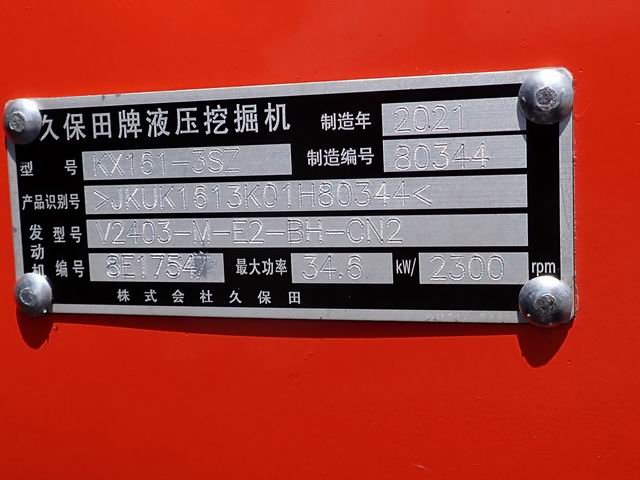 久保田牌液压挖掘机 制造年 2021
型号 KX161-3SZ 制造编号 80344
产品识别号 >JKUK1613K01H80344<
发动机 型号 V2403-M-E2-BH-CN2
编号 8E17547 最大功率 34.6 kW/ 2300 rpm
株式会社久保田